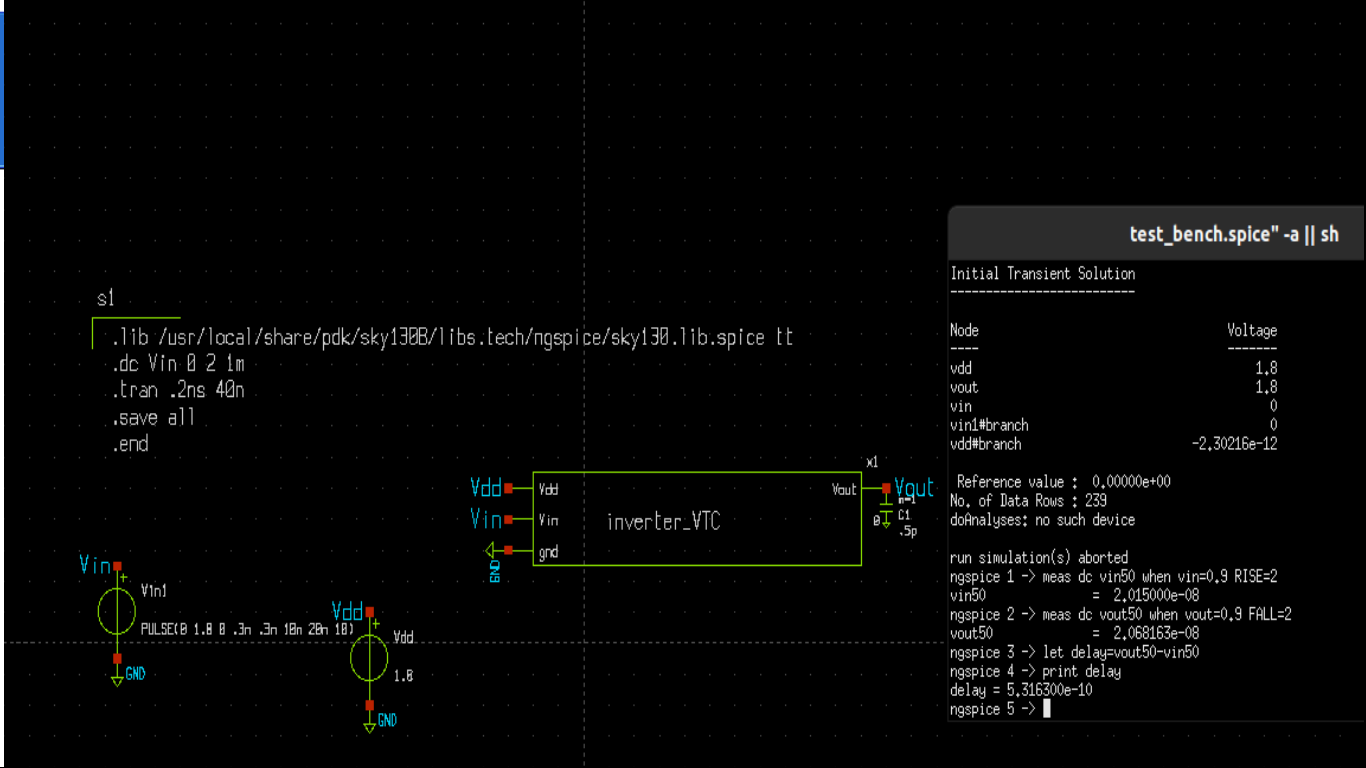 s1
.lib /usr/local/share/pdk/sky130B/libs.tech/ngspice/sky130.lib.spice tt
.dc Vin 0 2 1m
.tran .2ns 40n
.save all
.end
x1
Vdd
Vdd
Vout
Vout
m=1
Vin
Vin
inverter_VTC
C1
0
.5p
gnd
GND
Vin
+
Vin1
PULSE(0 1.8 0 .3n .3n 10n 20n 10)
GND
Vdd
+
Vdd
1.8
GND
test_bench.spice" -a || sh
Initial Transient Solution
--------------------------
Node Voltage
---- -------
vdd 1.8
vout 1.8
vin 0
vin1#branch 0
vdd#branch -2.30216e-12
Reference value : 0.00000e+00
No. of Data Rows : 239
doAnalyses: no such device
run simulation(s) aborted
ngspice 1 -> meas dc vin50 when vin=0.9 RISE=2
vin50 = 2.015000e-08
ngspice 2 -> meas dc vout50 when vout=0.9 FALL=2
vout50 = 2.068163e-08
ngspice 3 -> let delay=vout50-vin50
ngspice 4 -> print delay
delay = 5.316300e-10
ngspice 5 ->